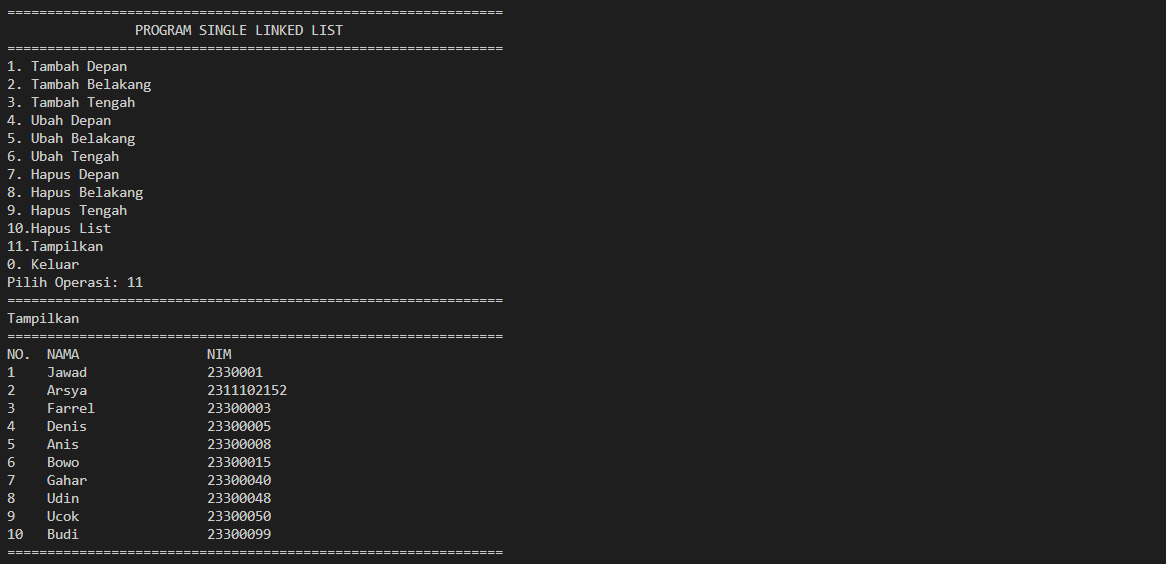 ==============================================================
PROGRAM SINGLE LINKED LIST
==============================================================
1. Tambah Depan
2. Tambah Belakang
3. Tambah Tengah
4. Ubah Depan
5. Ubah Belakang
6. Ubah Tengah
7. Hapus Depan
8. Hapus Belakang
9. Hapus Tengah
10.Hapus List
11.Tampilkan
0. Keluar
Pilih Operasi: 11
==============================================================
Tampilkan
==============================================================
NO.  NAMA                NIM
1    Jawad               2330001
2    Arsya               2311102152
3    Farrel              23300003
4    Denis               23300005
5    Anis                23300008
6    Bowo                23300015
7    Gahar               23300040
8    Udin                23300048
9    Ucok                23300050
10   Budi                23300099
==============================================================